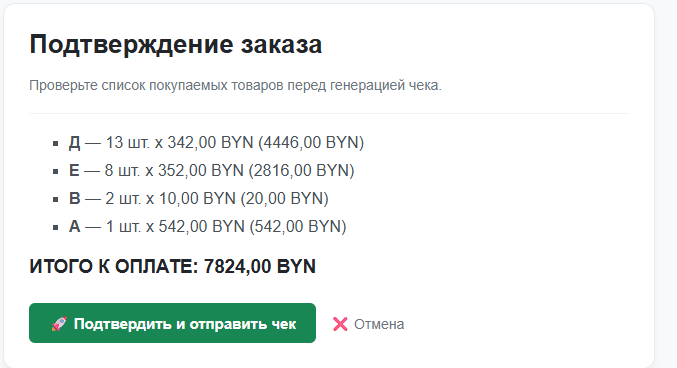 Подтверждение заказа
Проверьте список покупаемых товаров перед генерацией чека.
▪ Д — 13 шт. x 342,00 BYN (4446,00 BYN)
▪ Е — 8 шт. x 352,00 BYN (2816,00 BYN)
▪ В — 2 шт. x 10,00 BYN (20,00 BYN)
▪ А — 1 шт. x 542,00 BYN (542,00 BYN)
ИТОГО К ОПЛАТЕ: 7824,00 BYN
🚀 Подтвердить и отправить чек ❌ Отмена